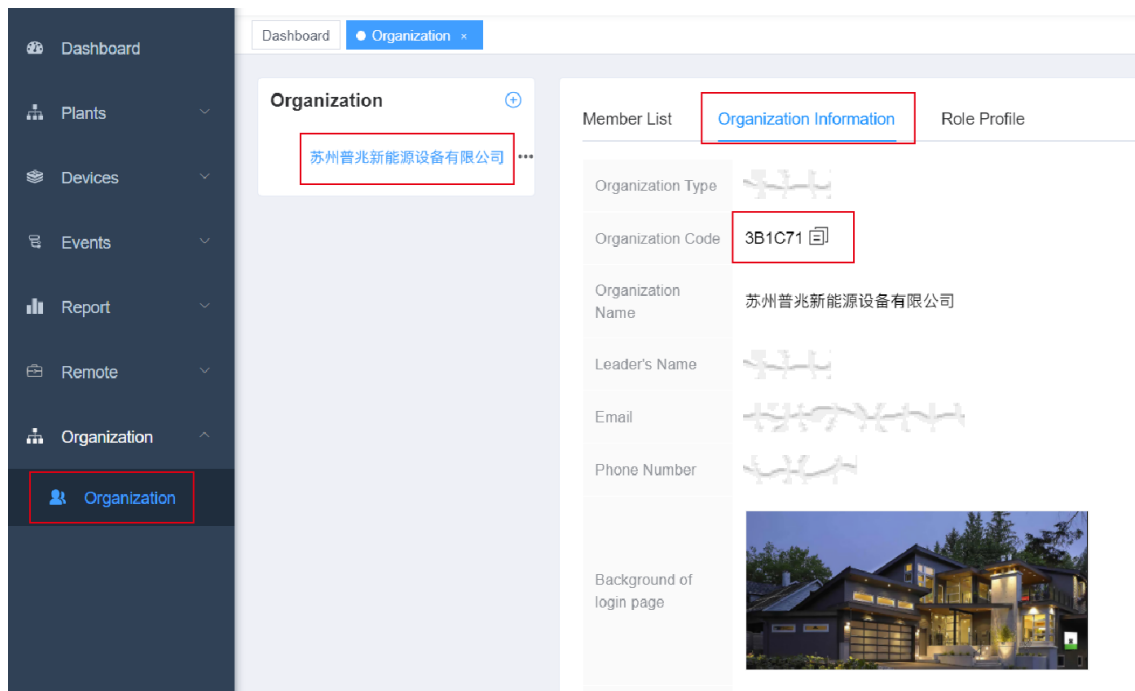 Dashboard
Plants
Devices
Events
Report
Remote
Organization
Organization
Dashboard
Organization ×
Organization
苏州普兆新能源设备有限公司 •••
Member List
Organization Information
Role Profile
Organization Type
Organization Code
3B1C71
Organization
Name
苏州普兆新能源设备有限公司
Leader's Name
Email
Phone Number
Background of
login page